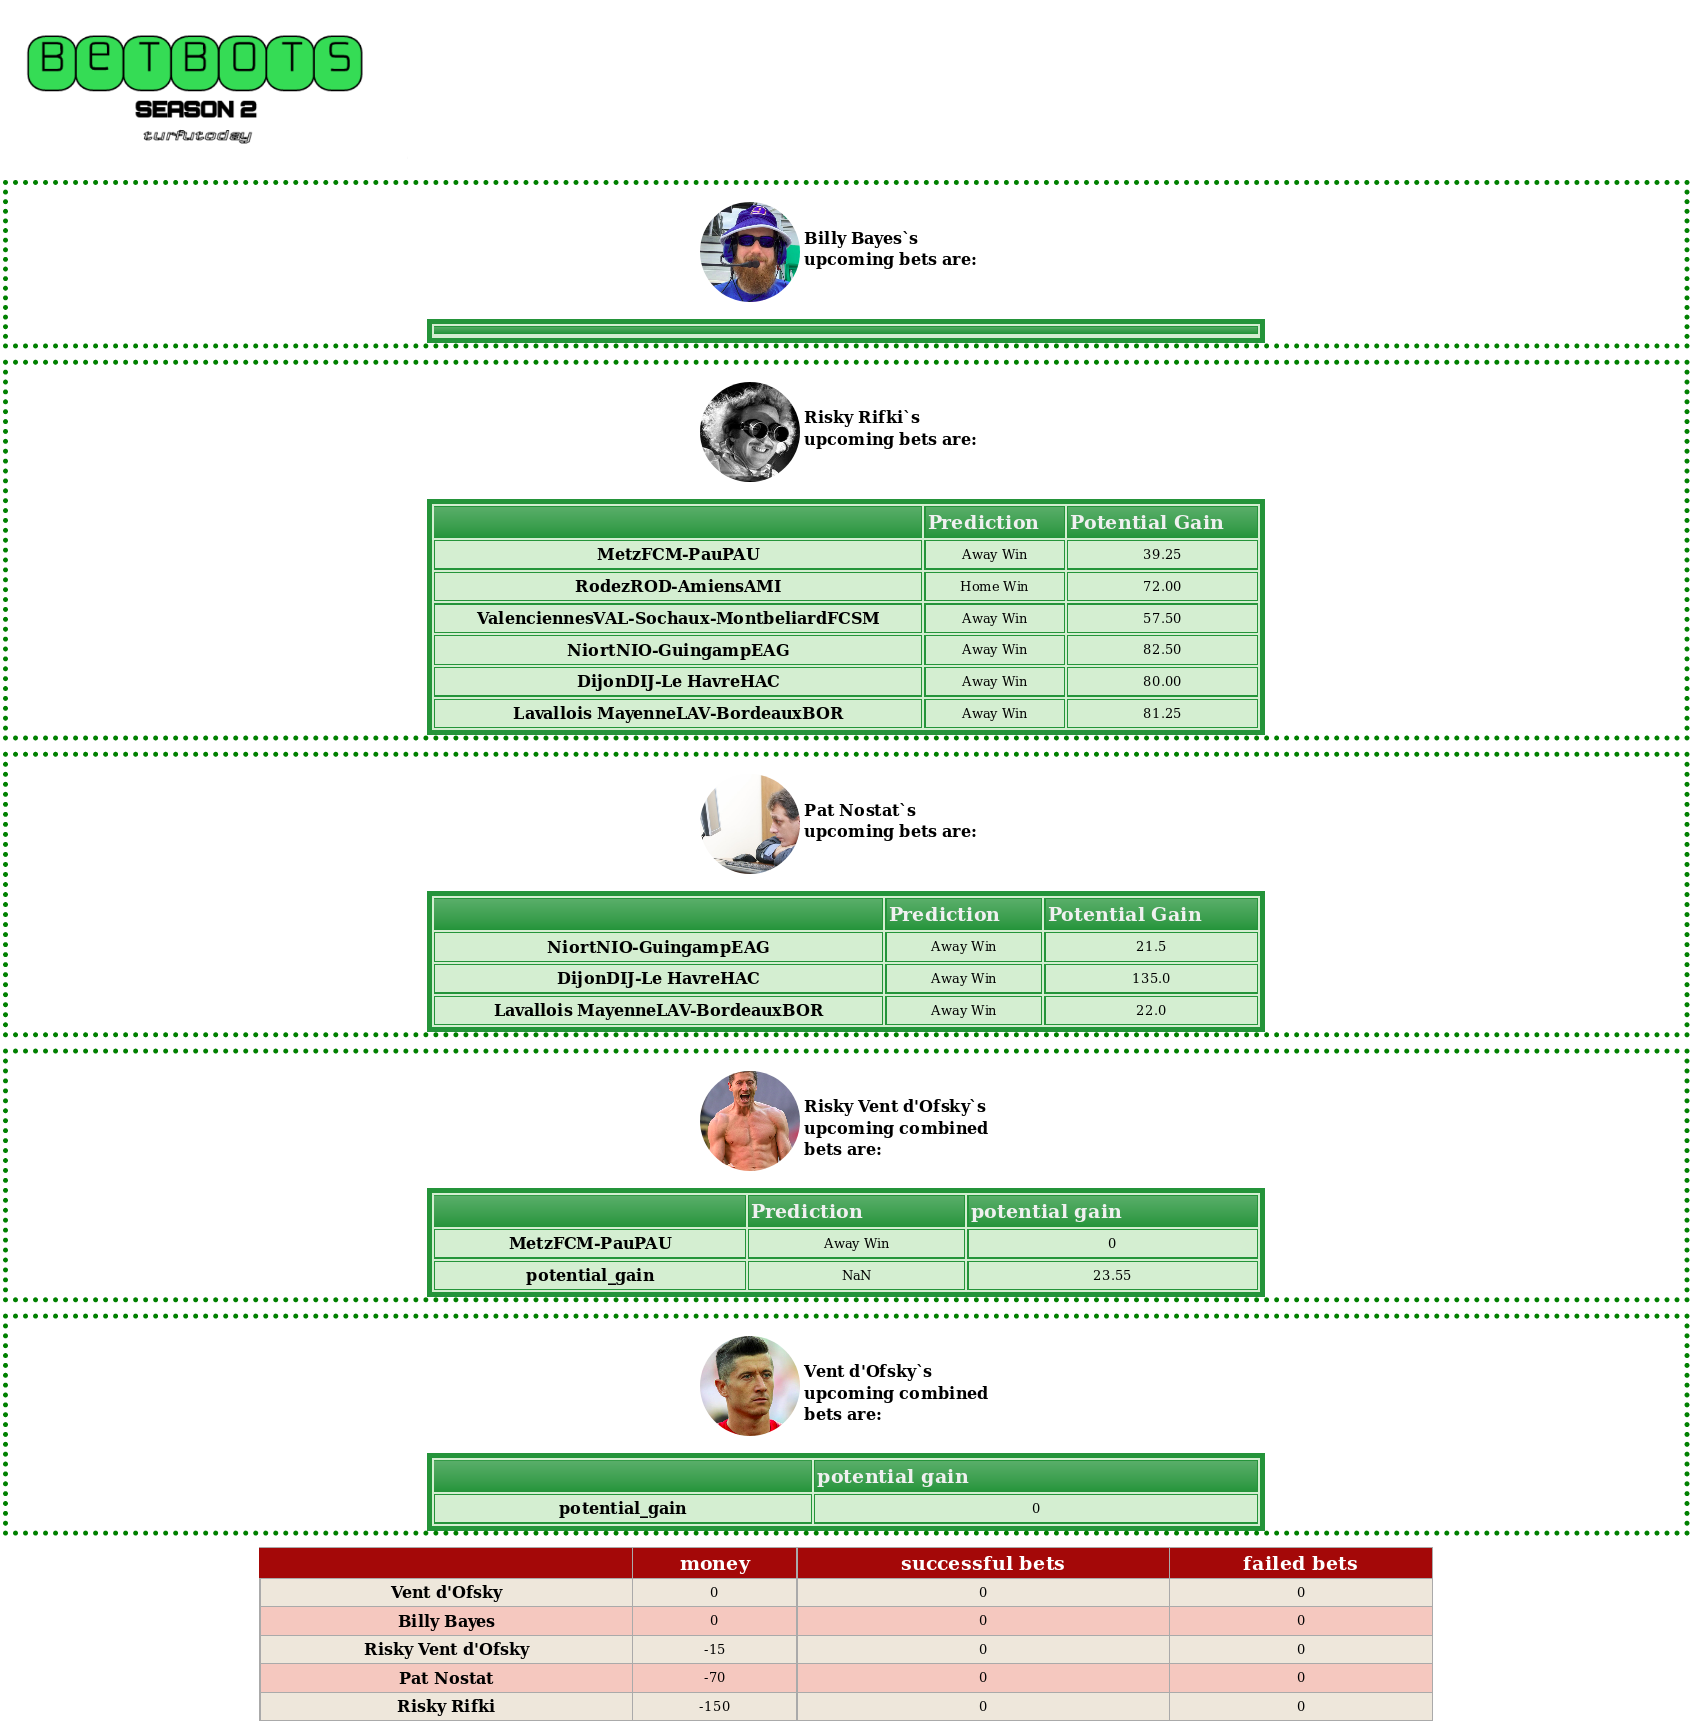 BeTBOTS
SEASON 2
turfutoday
Billy Bayes`s
upcoming bets are:
Risky Rifki`s
upcoming bets are:
Prediction Potential Gain
MetzFCM-PauPAU Away Win 39.25
RodezROD-AmiensAMI Home Win 72.00
ValenciennesVAL-Sochaux-MontbeliardFCSM Away Win 57.50
NiortNIO-GuingampEAG Away Win 82.50
DijonDIJ-Le HavreHAC Away Win 80.00
Lavallois MayenneLAV-BordeauxBOR Away Win 81.25
Pat Nostat`s
upcoming bets are:
Prediction Potential Gain
NiortNIO-GuingampEAG Away Win 21.5
DijonDIJ-Le HavreHAC Away Win 135.0
Lavallois MayenneLAV-BordeauxBOR Away Win 22.0
Risky Vent d'Ofsky`s
upcoming combined
bets are:
Prediction potential gain
MetzFCM-PauPAU Away Win 0
potential_gain NaN 23.55
Vent d'Ofsky`s
upcoming combined
bets are:
potential gain
potential_gain 0
money successful bets failed bets
Vent d'Ofsky 0 0 0
Billy Bayes 0 0 0
Risky Vent d'Ofsky -15 0 0
Pat Nostat -70 0 0
Risky Rifki -150 0 0